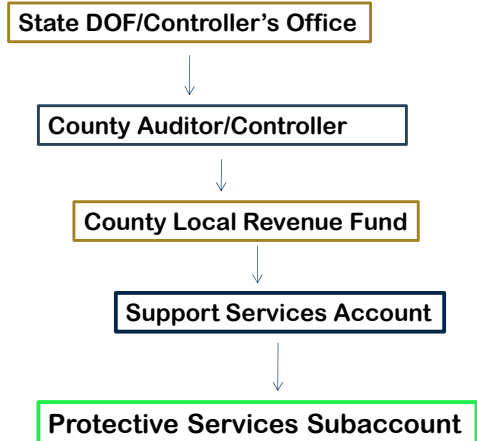 State DOF/Controller’s Office
County Auditor/Controller
County Local Revenue Fund
Support Services Account
Protective Services Subaccount